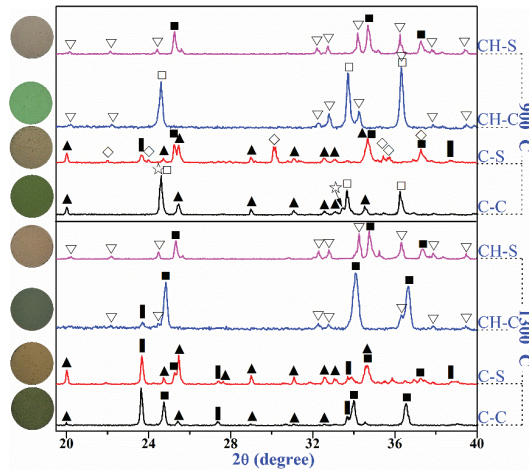 CH-S
CH-C
C-S
C-C
900 °C
CH-S
CH-C
C-S
C-C
1300 °C
20 24 28 32 36 40
2θ (degree)